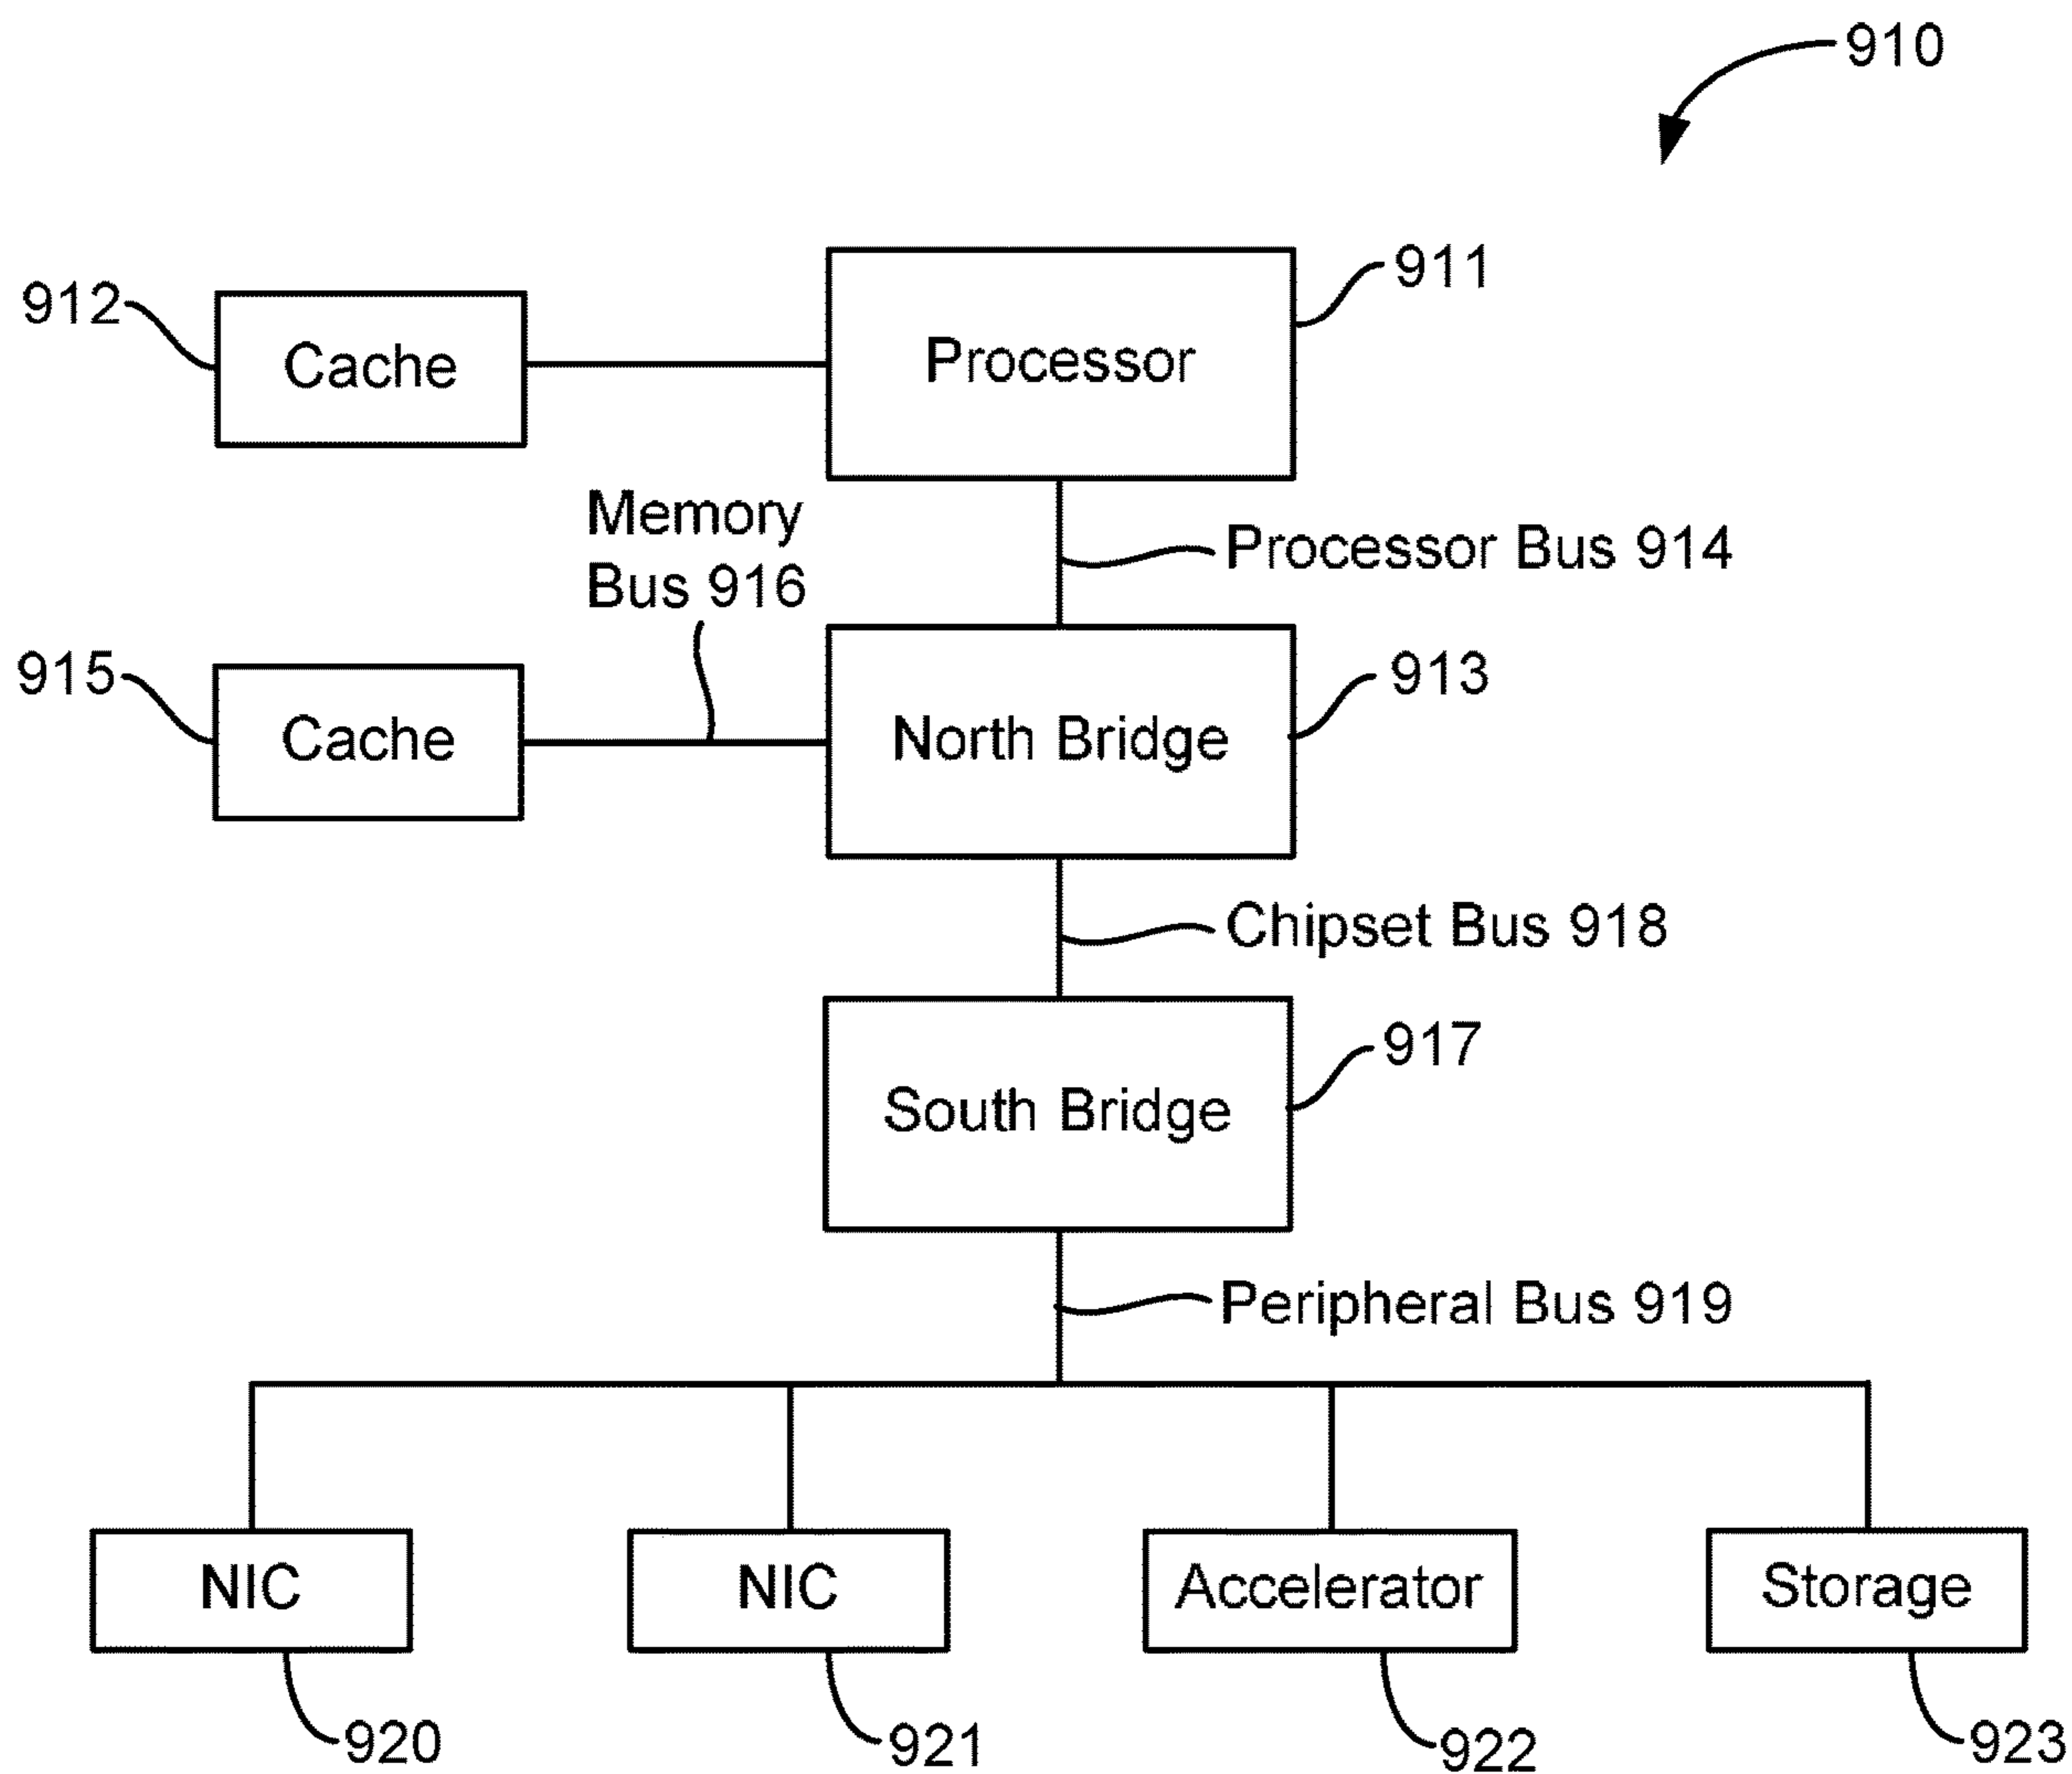 910
911
912
Cache
Processor
Memory
Bus 916
Processor Bus 914
915
913
Cache
North Bridge
Chipset Bus 918
917
South Bridge
Peripheral Bus 919
NIC
NIC
Accelerator
Storage
920
921
922
923